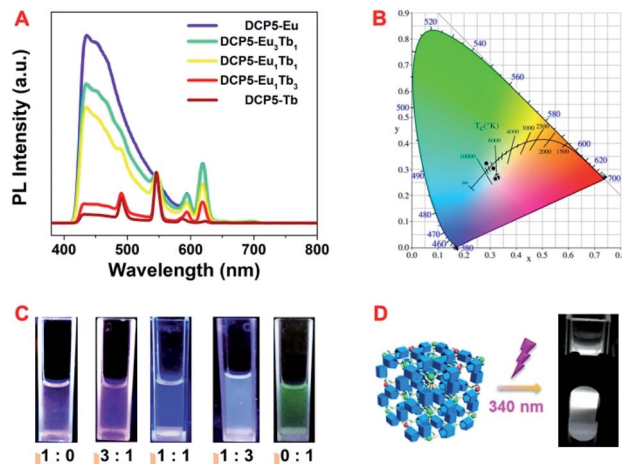 A
PL Intensity (a.u.)
DCP5-Eu
DCP5-Eu₃Tb₁
DCP5-Eu₁Tb₁
DCP5-Eu₁Tb₃
DCP5-Tb
400 500 600 700 800
Wavelength (nm)
B
0.9
0.8
0.7
0.6
0.5
y
0.4
0.3
0.2
0.1
0.0
0.0 0.1 0.2 0.3 0.4 0.5 0.6 0.7
x
520
540
560
500
580
600
620
700
490
480
470
460
380
Tc(°K)
10000
6000
4000
3000
2500
2000
1500
∞
C
1 : 0
3 : 1
1 : 1
1 : 3
0 : 1
D
340 nm